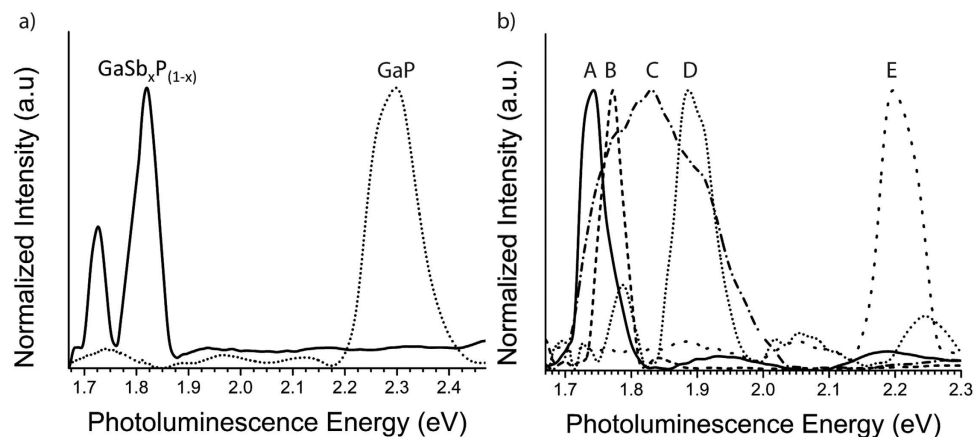 a)
GaSbₓP₍₁₋ₓ₎
GaP
Normalized Intensity (a.u)
1.7 1.8 1.9 2.0 2.1 2.2 2.3 2.4
Photoluminescence Energy (eV)
b)
A B C D E
Normalized Intensity (a.u.)
1.7 1.8 1.9 2.0 2.1 2.2 2.3
Photoluminescence Energy (eV)